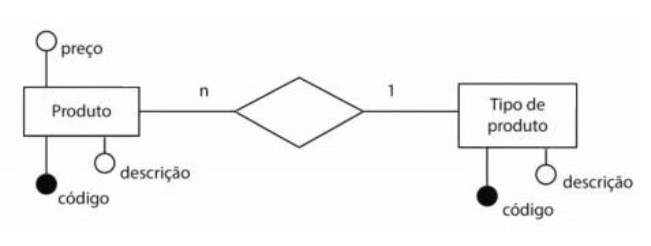 preço
n
1
Produto
Tipo de
produto
descrição
código
descrição
código